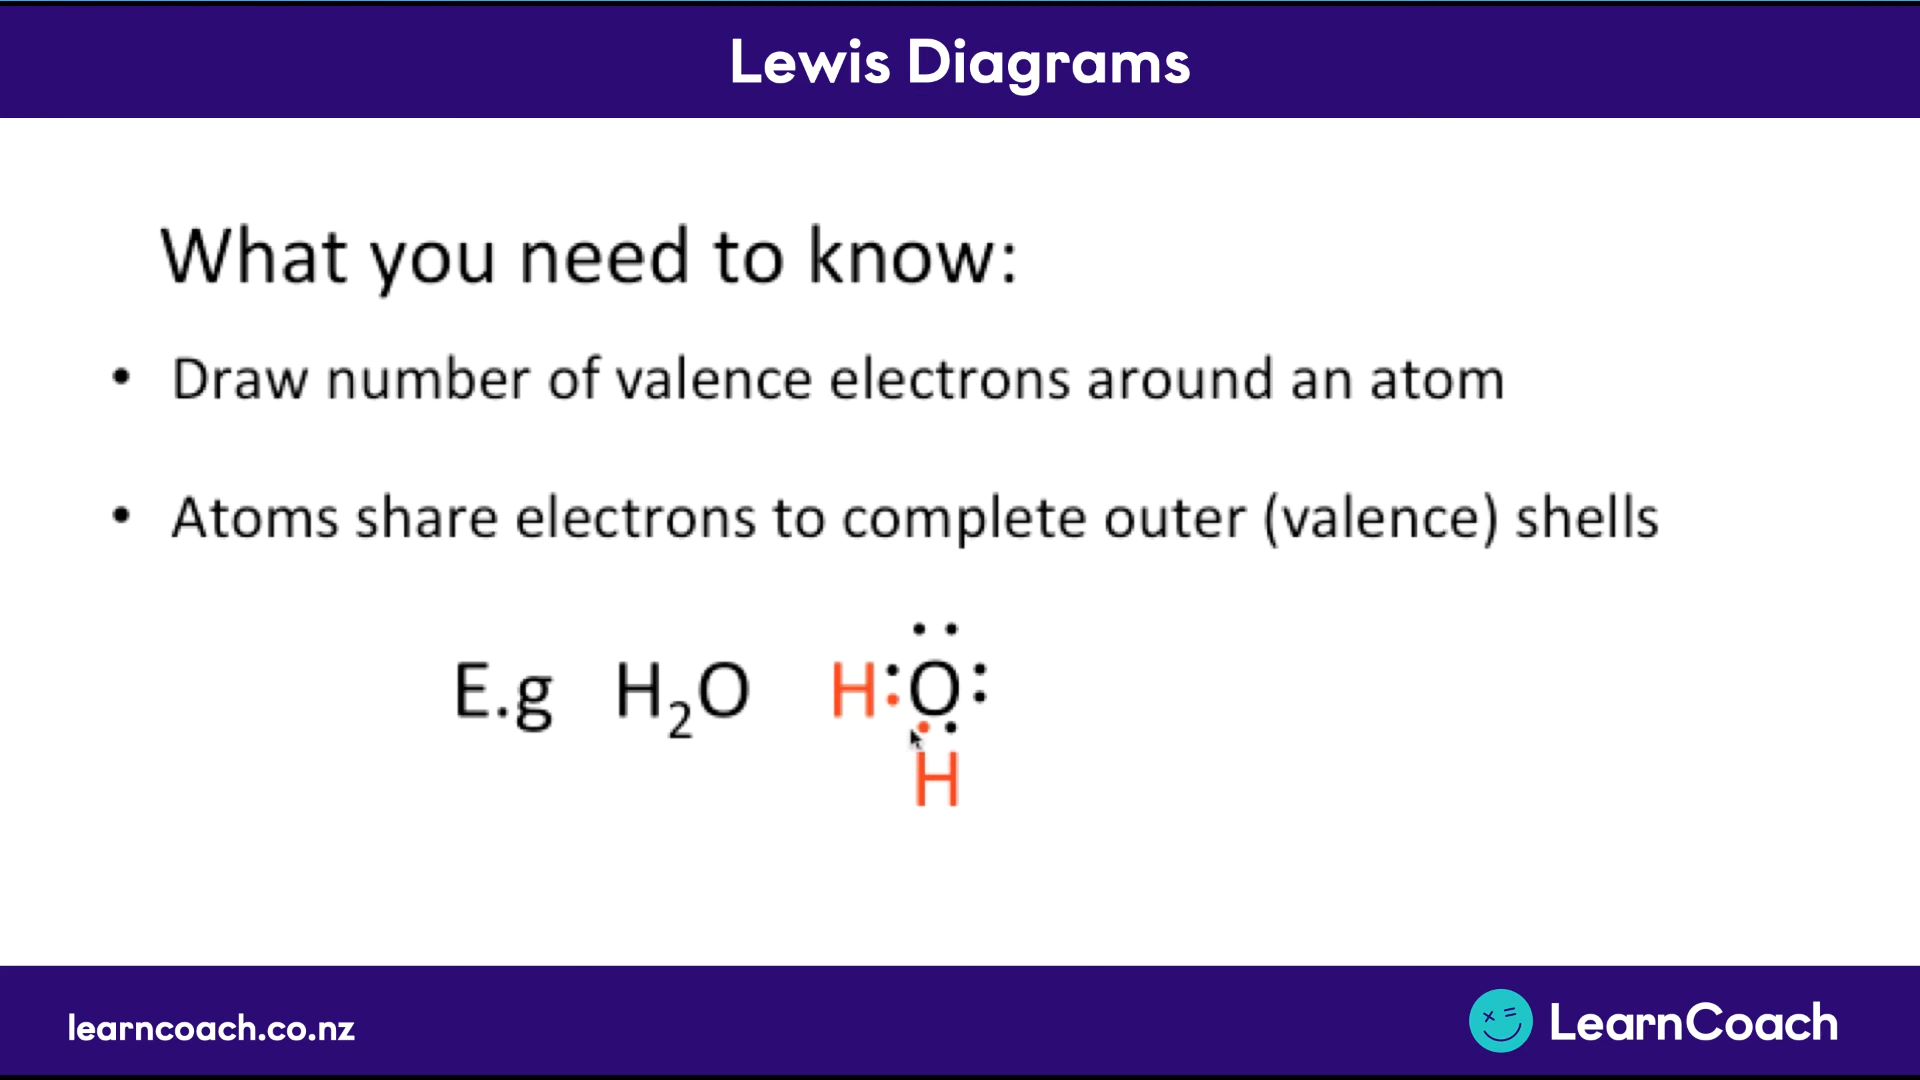 Lewis Diagrams
What you need to know:
• Draw number of valence electrons around an atom
• Atoms share electrons to complete outer (valence) shells
E.g H₂O H:O:
H
learncoach.co.nz
LearnCoach